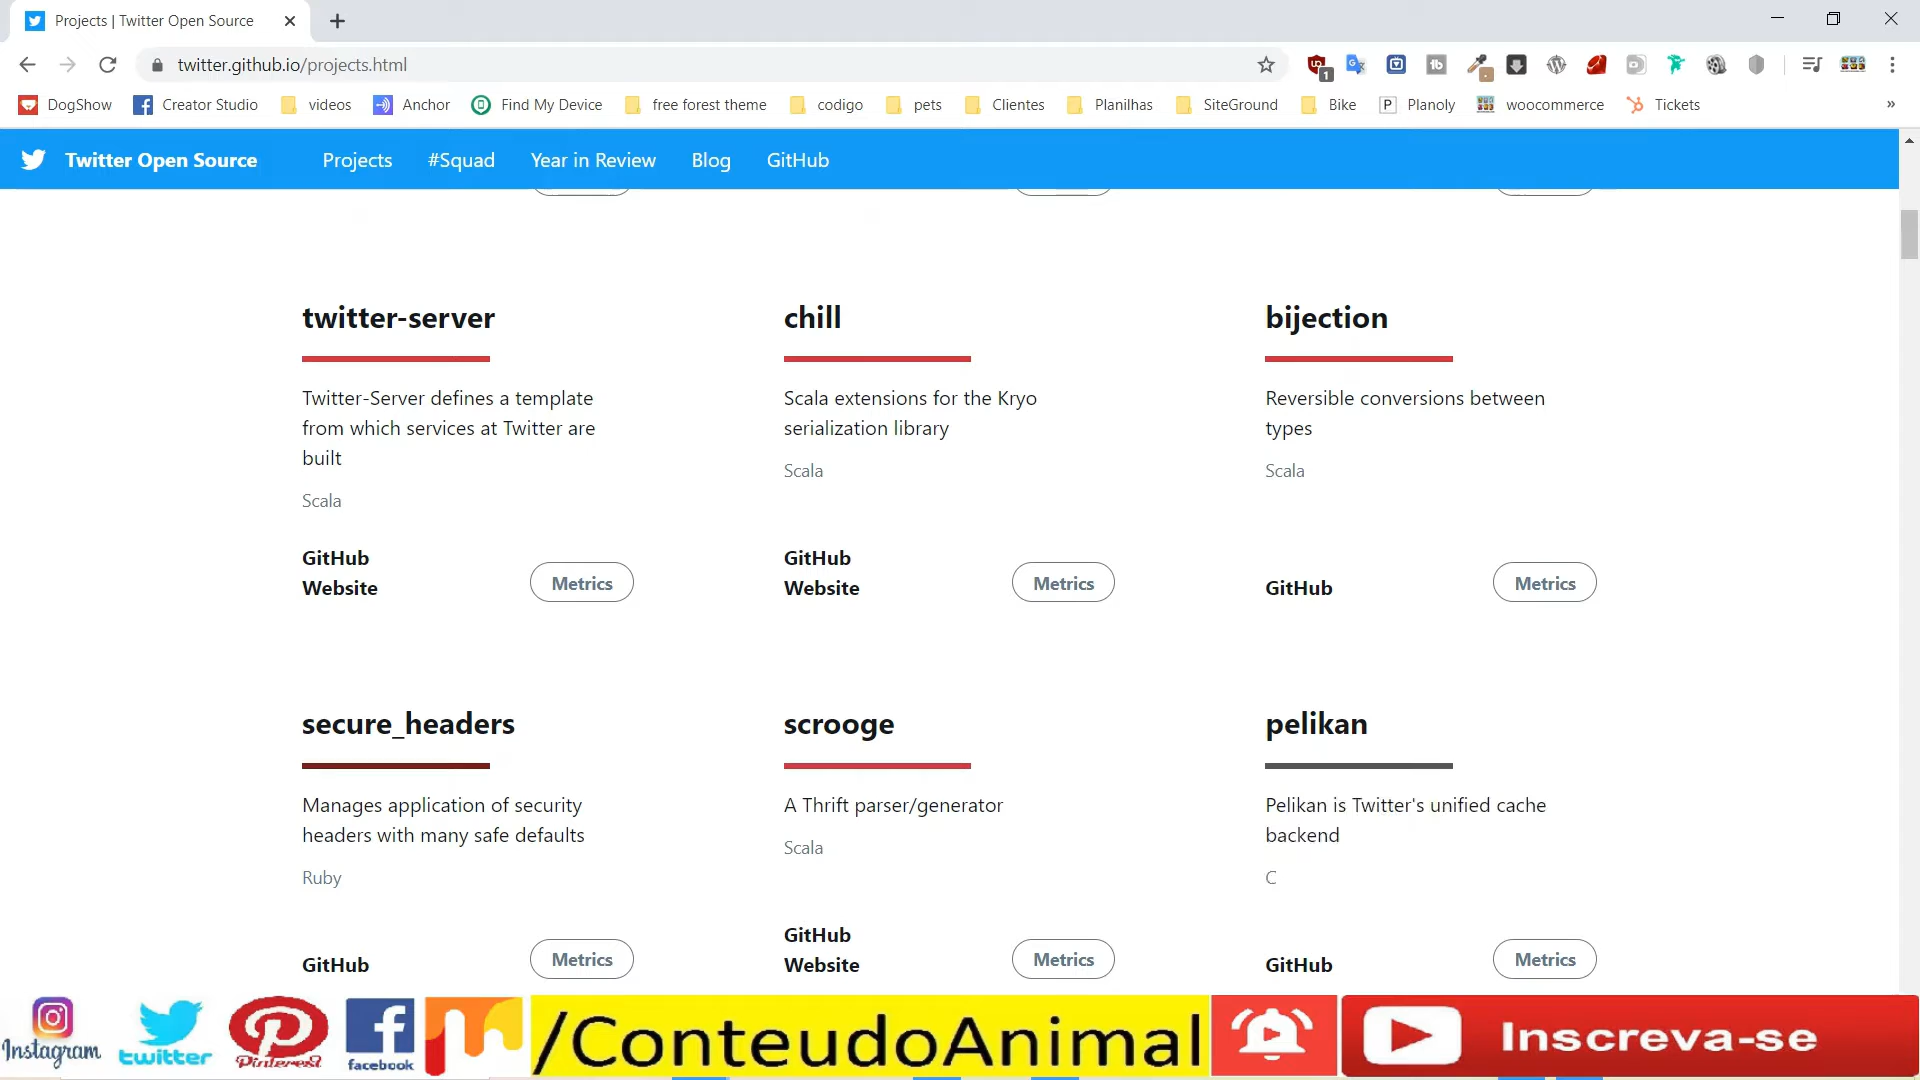 Projects | Twitter Open Source
twitter.github.io/projects.html
1
DogShow Creator Studio videos Anchor Find My Device free forest theme codigo pets Clientes Planilhas SiteGround Bike Planoly woocommerce Tickets »
Twitter Open Source Projects #Squad Year in Review Blog GitHub
twitter-server
Twitter-Server defines a template
from which services at Twitter are
built
Scala
GitHub
Website
Metrics
chill
Scala extensions for the Kryo
serialization library
Scala
GitHub
Website
Metrics
bijection
Reversible conversions between
types
Scala
GitHub
Metrics
secure_headers
Manages application of security
headers with many safe defaults
Ruby
GitHub
Metrics
scrooge
A Thrift parser/generator
Scala
GitHub
Website
Metrics
pelikan
Pelikan is Twitter's unified cache
backend
C
GitHub
Metrics
Instagram twitter Pinterest facebook /ConteudoAnimal Inscreva-se